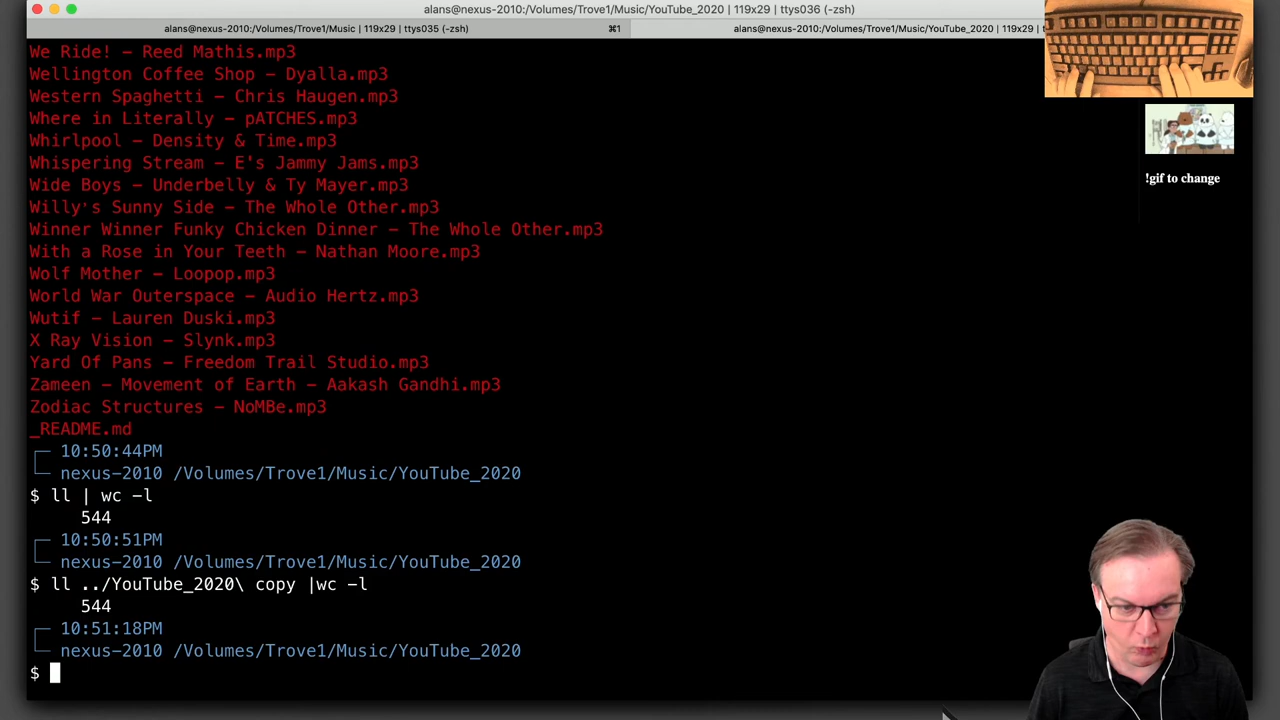 alans@nexus-2010:/Volumes/Trove1/Music/YouTube_2020 | 119x29 | ttys036 (-zsh)
alans@nexus-2010:/Volumes/Trove1/Music | 119x29 | ttys035 (-zsh) ⌘1 alans@nexus-2010:/Volumes/Trove1/Music/YouTube_2020 | 119x29 |
We Ride! – Reed Mathis.mp3
Wellington Coffee Shop – Dyalla.mp3
Western Spaghetti – Chris Haugen.mp3
Where in Literally – pATCHES.mp3
Whirlpool – Density & Time.mp3
Whispering Stream – E's Jammy Jams.mp3
Wide Boys – Underbelly & Ty Mayer.mp3
Willy's Sunny Side – The Whole Other.mp3
Winner Winner Funky Chicken Dinner – The Whole Other.mp3
With a Rose in Your Teeth – Nathan Moore.mp3
Wolf Mother – Loopop.mp3
World War Outerspace – Audio Hertz.mp3
Wutif – Lauren Duski.mp3
X Ray Vision – Slynk.mp3
Yard Of Pans – Freedom Trail Studio.mp3
Zameen – Movement of Earth – Aakash Gandhi.mp3
Zodiac Structures – NoMBe.mp3
_README.md
10:50:44PM
nexus-2010 /Volumes/Trove1/Music/YouTube_2020
$ ll | wc -l
544
10:50:51PM
nexus-2010 /Volumes/Trove1/Music/YouTube_2020
$ ll ../YouTube_2020\ copy |wc -l
544
10:51:18PM
nexus-2010 /Volumes/Trove1/Music/YouTube_2020
$
!gif to change